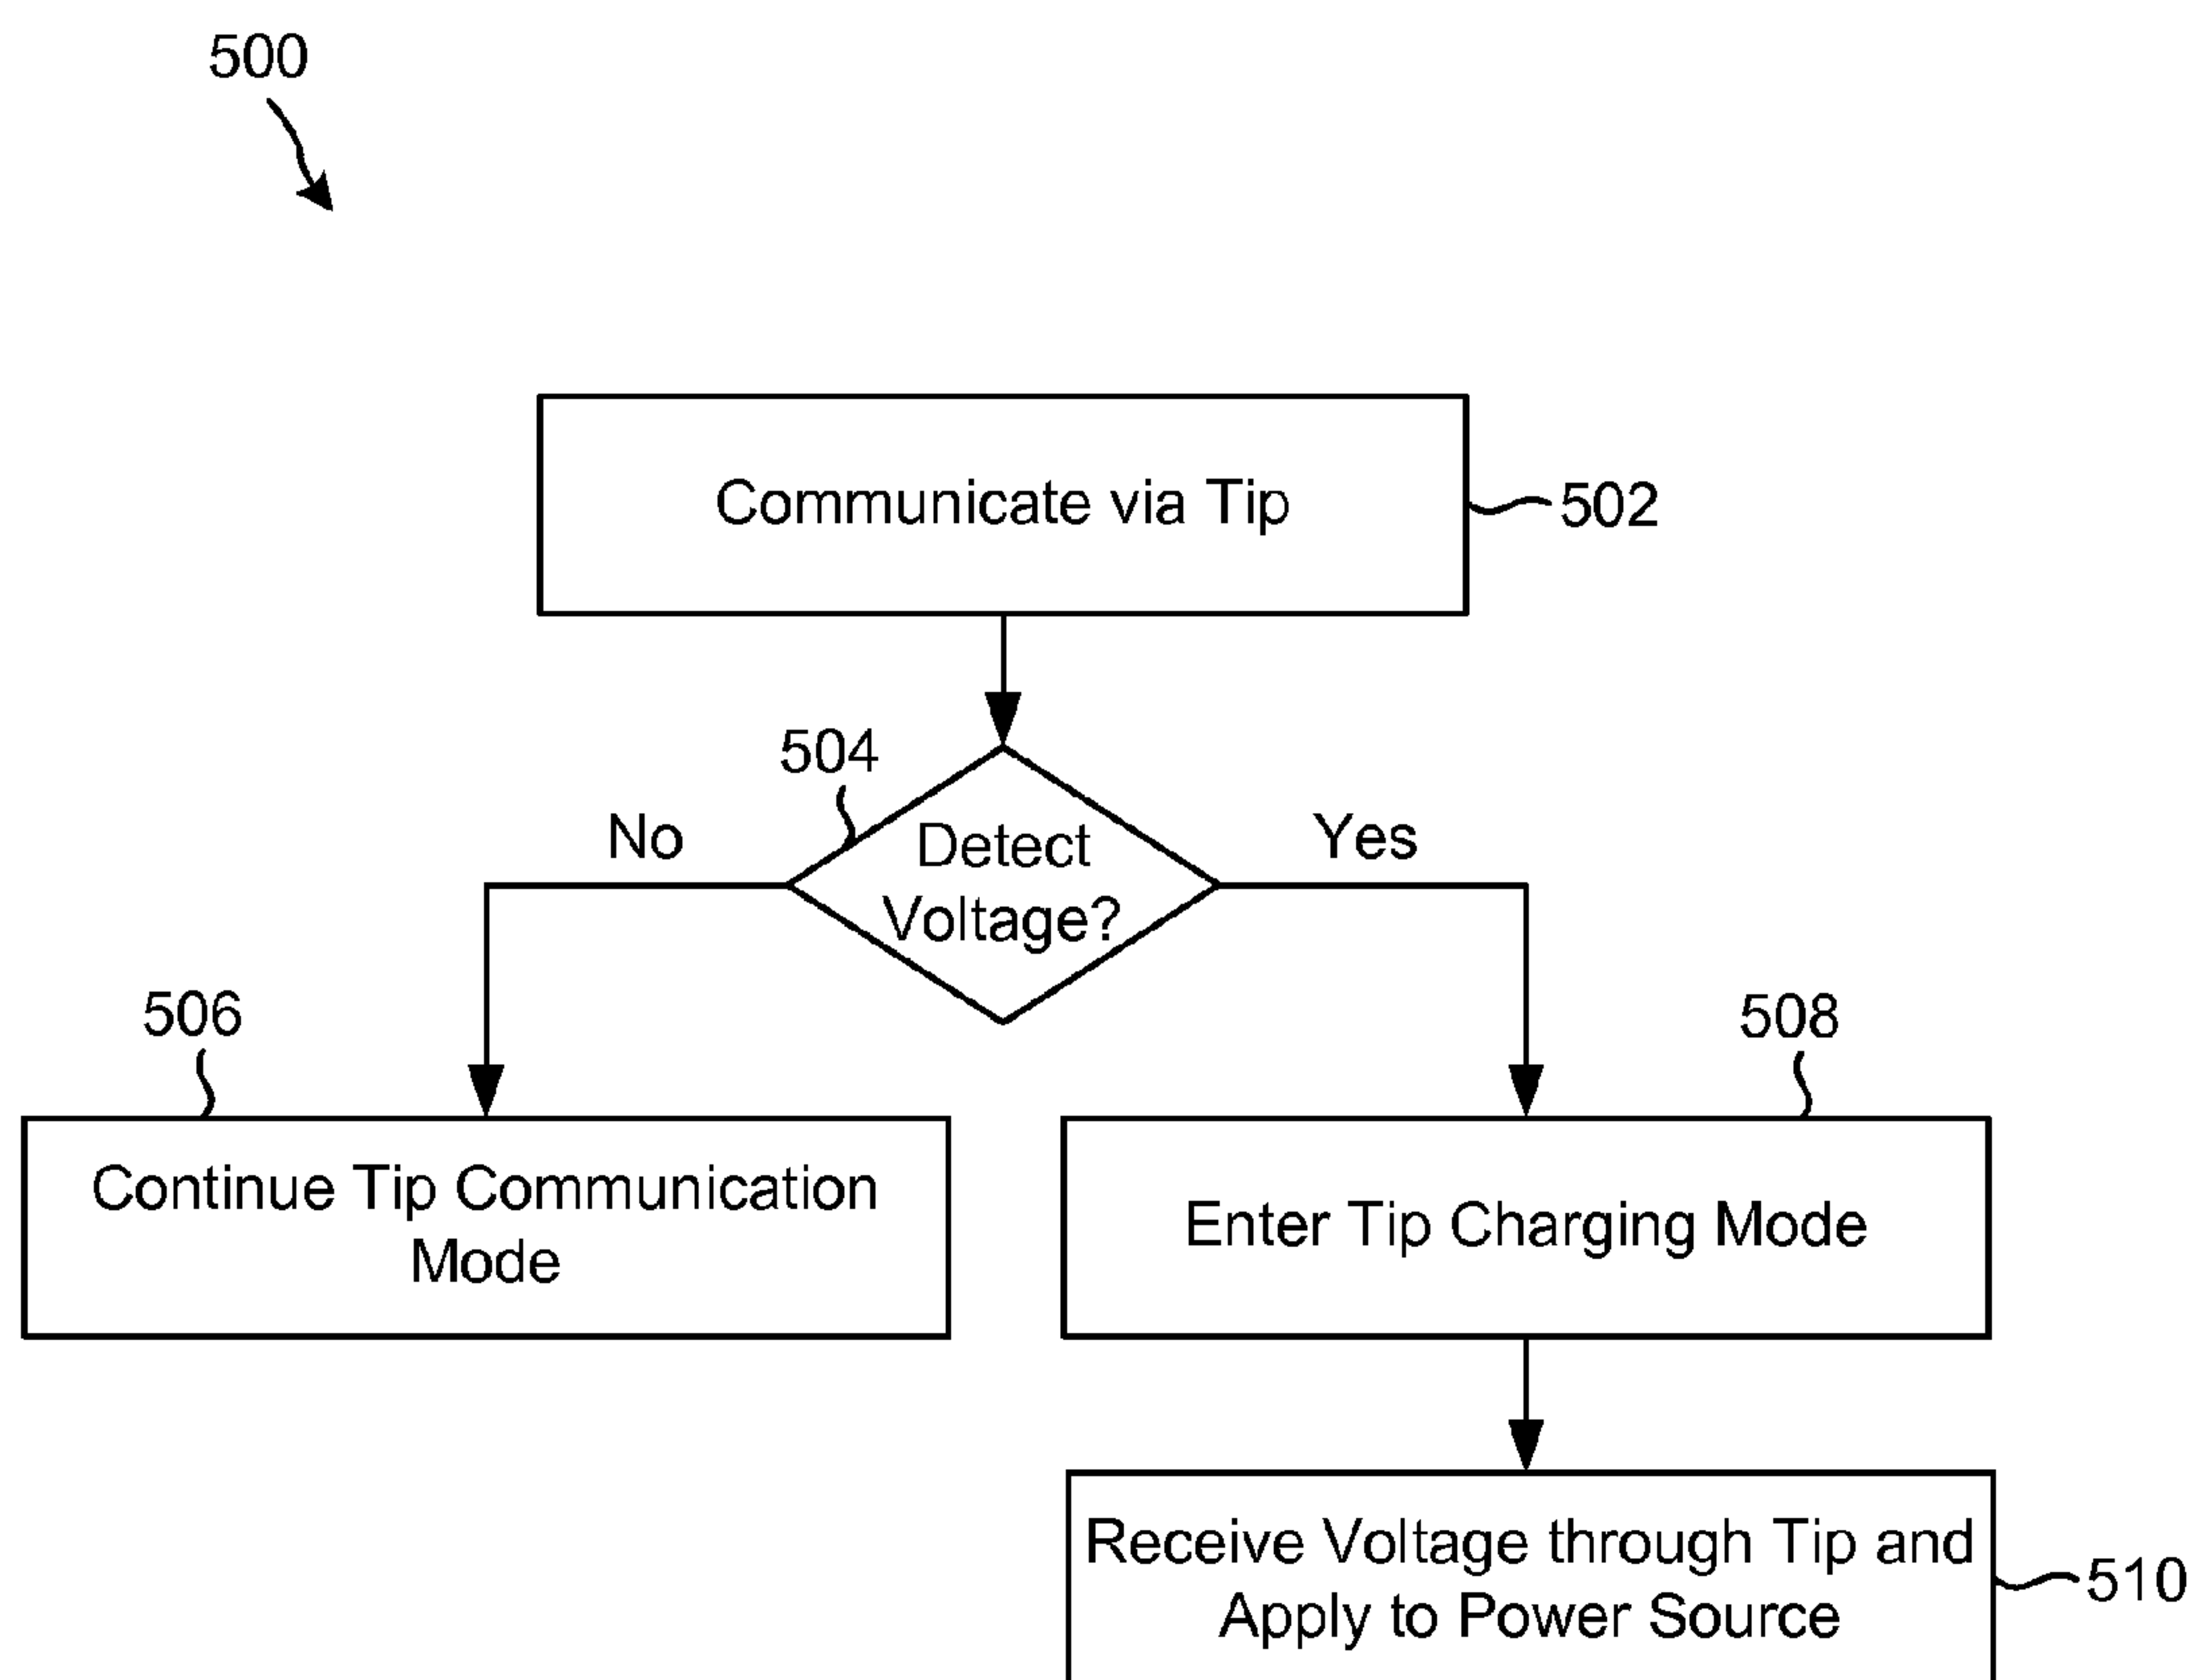 500
Communicate via Tip
502
504
No
Detect
Voltage?
Yes
506
508
Continue Tip Communication
Mode
Enter Tip Charging Mode
Receive Voltage through Tip and
Apply to Power Source
510